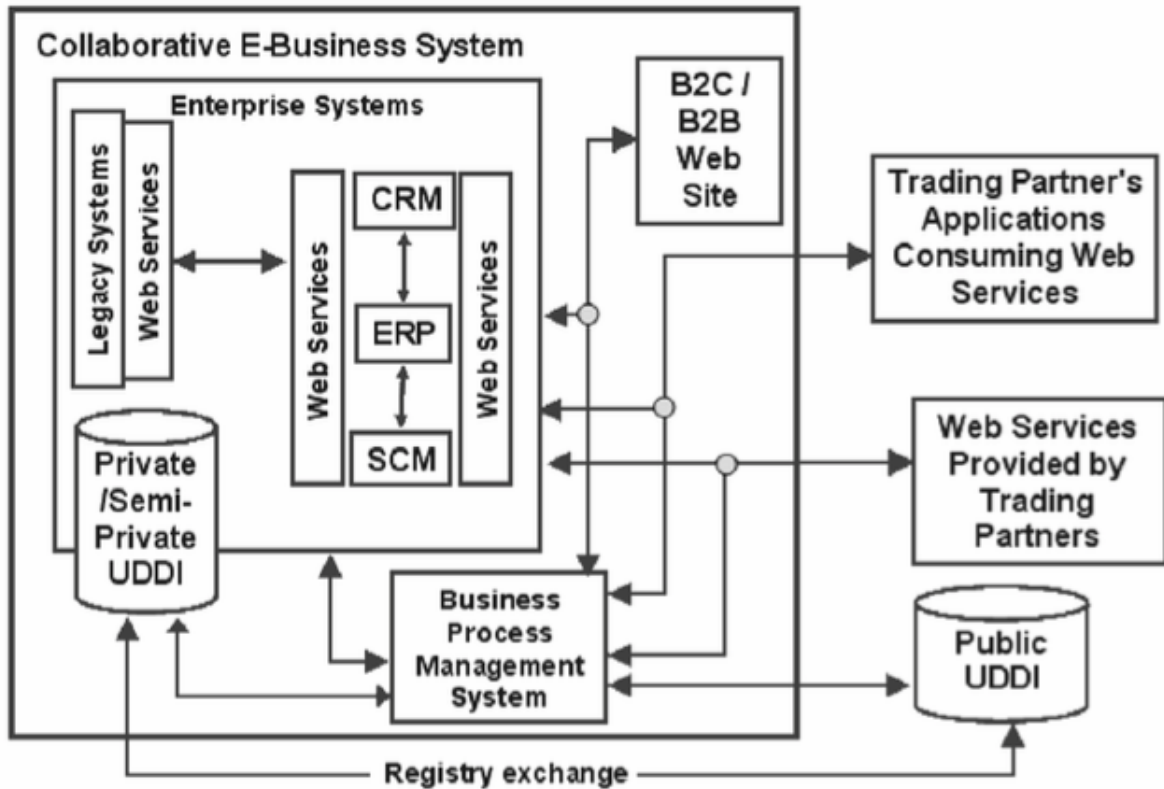 Collaborative E-Business System
Enterprise Systems
Legacy Systems
Web Services
Web Services
CRM
ERP
SCM
Web Services
Private
/Semi-
Private
UDDI
B2C /
B2B
Web
Site
Trading Partner's
Applications
Consuming Web
Services
Web Services
Provided by
Trading
Partners
Business
Process
Management
System
Public
UDDI
Registry exchange